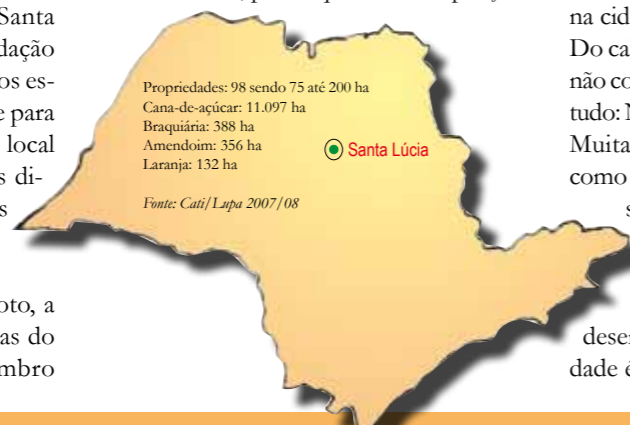 Santa
dação
os es-
e para
local
s di-
s
oto, a
as do
mbro
Propriedades: 98 sendo 75 até 200 ha
Cana-de-açúcar: 11.097 ha
Braquiária: 388 ha
Amendoim: 356 ha
Laranja: 132 ha
Fonte: Cati/Lupa 2007/08
Santa Lúcia
na cid
Do ca
não co
tudo: N
Muita
como
s
deser
dade é